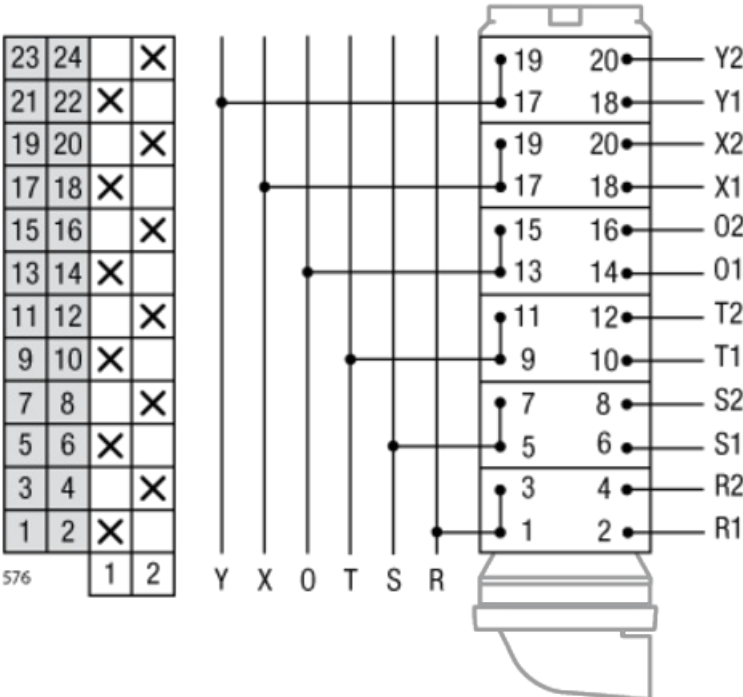 23 24 19 20 Y2
21 22 X 17 18 Y1
19 20 X 19 20 X2
17 18 X 17 18 X1
15 16 X 15 16 O2
13 14 X 13 14 O1
11 12 X 11 12 T2
9 10 X 9 10 T1
7 8 X 7 8 S2
5 6 X 5 6 S1
3 4 X 3 4 R2
1 2 X 1 2 R1
576 1 2 Y X O T S R